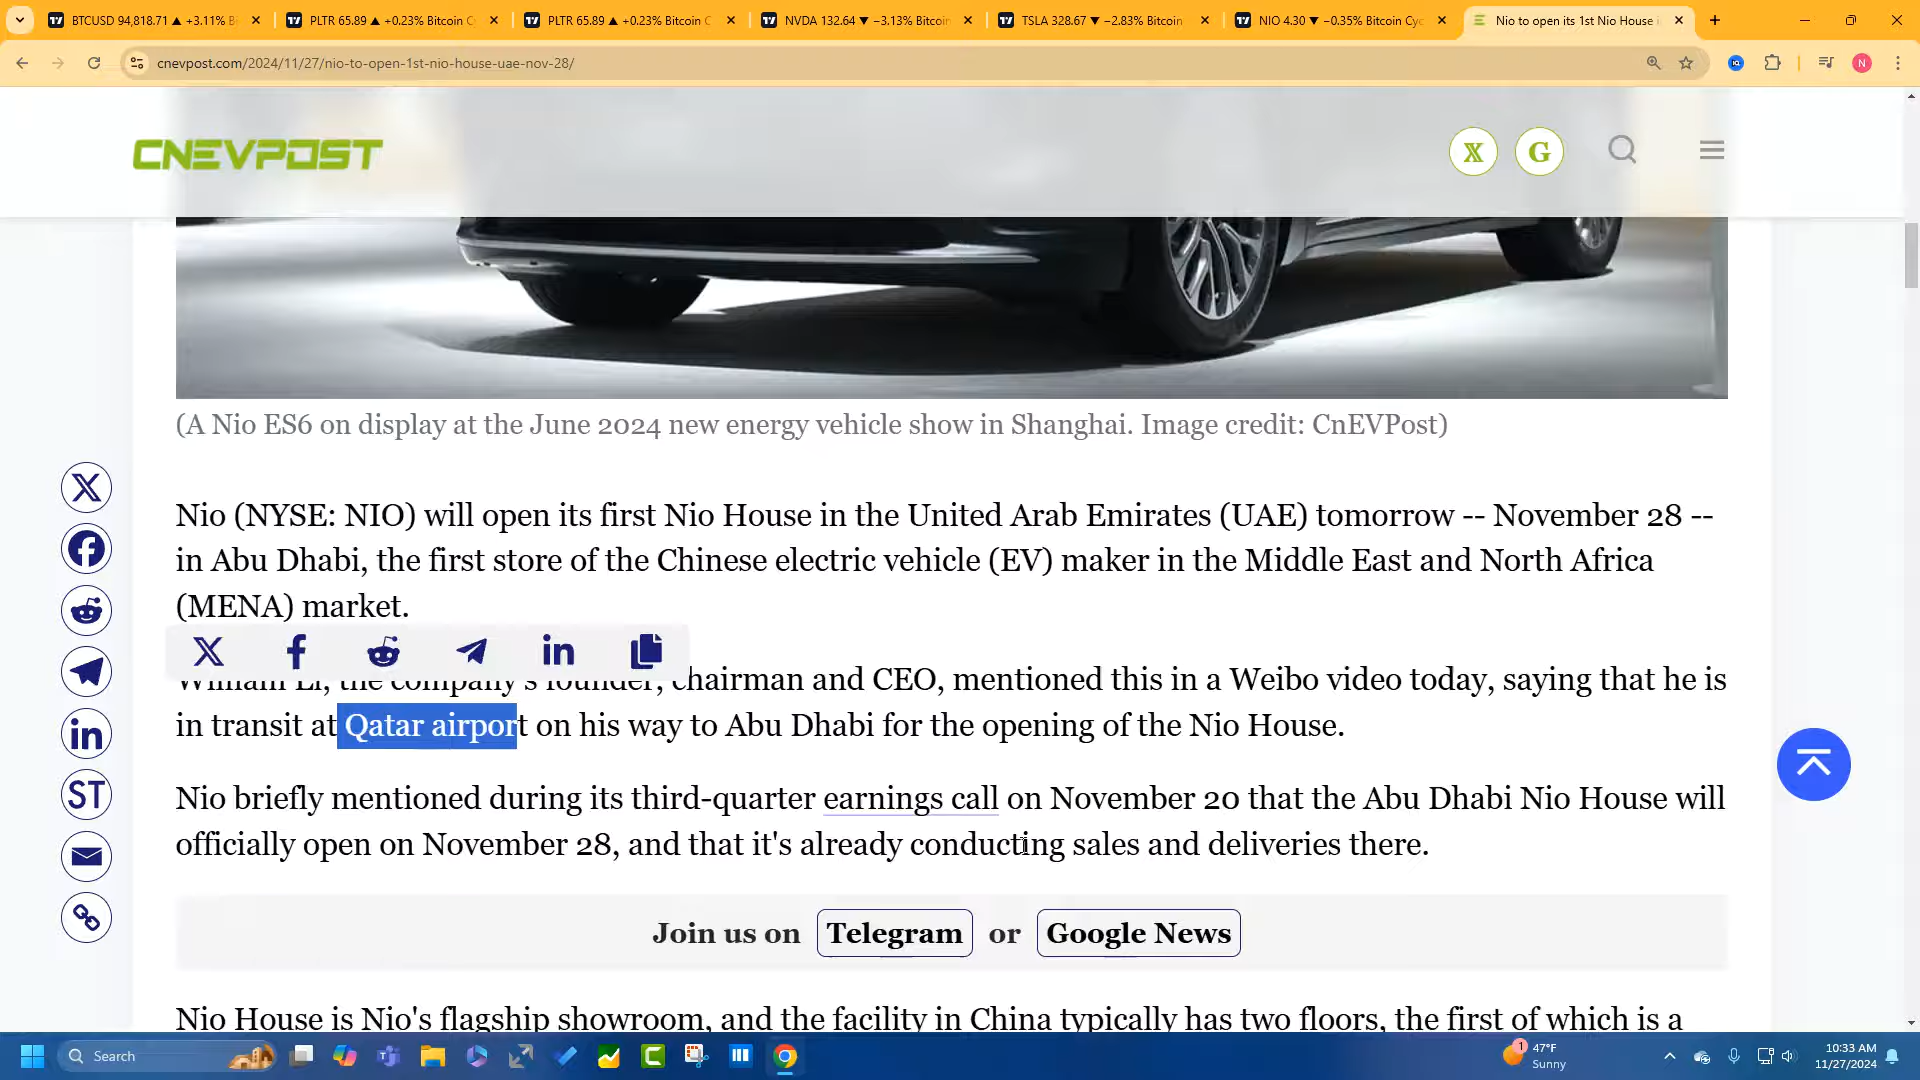 BTCUSD 94,818.71 ▲ +3.11% B
PLTR 65.89 ▲ +0.23% Bitcoin C
PLTR 65.89 ▲ +0.23% Bitcoin C
NVDA 132.64 ▼ −3.13% Bitcoin
TSLA 328.67 ▼ −2.83% Bitcoin
NIO 4.30 ▼ −0.35% Bitcoin Cyc
Nio to open its 1st Nio House i
cnevpost.com/2024/11/27/nio-to-open-1st-nio-house-uae-nov-28/
N
CNEVPOST
X
G
(A Nio ES6 on display at the June 2024 new energy vehicle show in Shanghai. Image credit: CnEVPost)
Nio (NYSE: NIO) will open its first Nio House in the United Arab Emirates (UAE) tomorrow -- November 28 --
in Abu Dhabi, the first store of the Chinese electric vehicle (EV) maker in the Middle East and North Africa
(MENA) market.
William Li, the company's founder, chairman and CEO, mentioned this in a Weibo video today, saying that he is
in transit at Qatar airport on his way to Abu Dhabi for the opening of the Nio House.
Nio briefly mentioned during its third-quarter earnings call on November 20 that the Abu Dhabi Nio House will
officially open on November 28, and that it's already conducting sales and deliveries there.
ST
Join us on Telegram or Google News
Nio House is Nio's flagship showroom, and the facility in China typically has two floors, the first of which is a
Search
1
47°F
Sunny
10:33 AM
11/27/2024